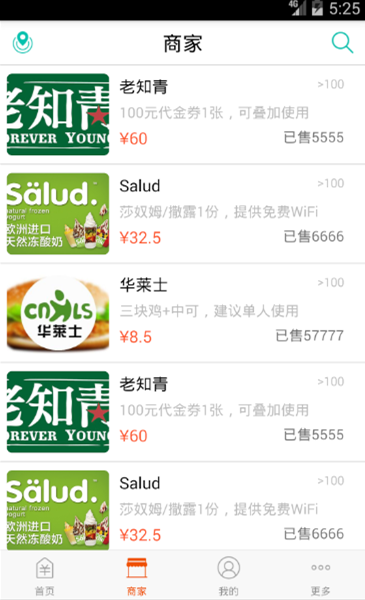 4G 5:25
商家
老知青
FOREVER YOUNG
老知青 >100
100元代金券1张，可叠加使用
¥60 已售5555
Sälud.
natural frozen
yogurt
欧洲进口
天然冻酸奶
Salud >100
莎奴姆/撒露1份，提供免费WiFi
¥32.5 已售6666
CNHLS
华莱士
华莱士 >100
三块鸡+中可，建议单人使用
¥8.5 已售57777
老知青
FOREVER YOUNG
老知青 >100
100元代金券1张，可叠加使用
¥60 已售5555
Sälud.
natural frozen
yogurt
欧洲进口
天然冻酸奶
Salud >100
莎奴姆/撒露1份，提供免费WiFi
¥32.5 已售6666
首页 商家 我的 更多